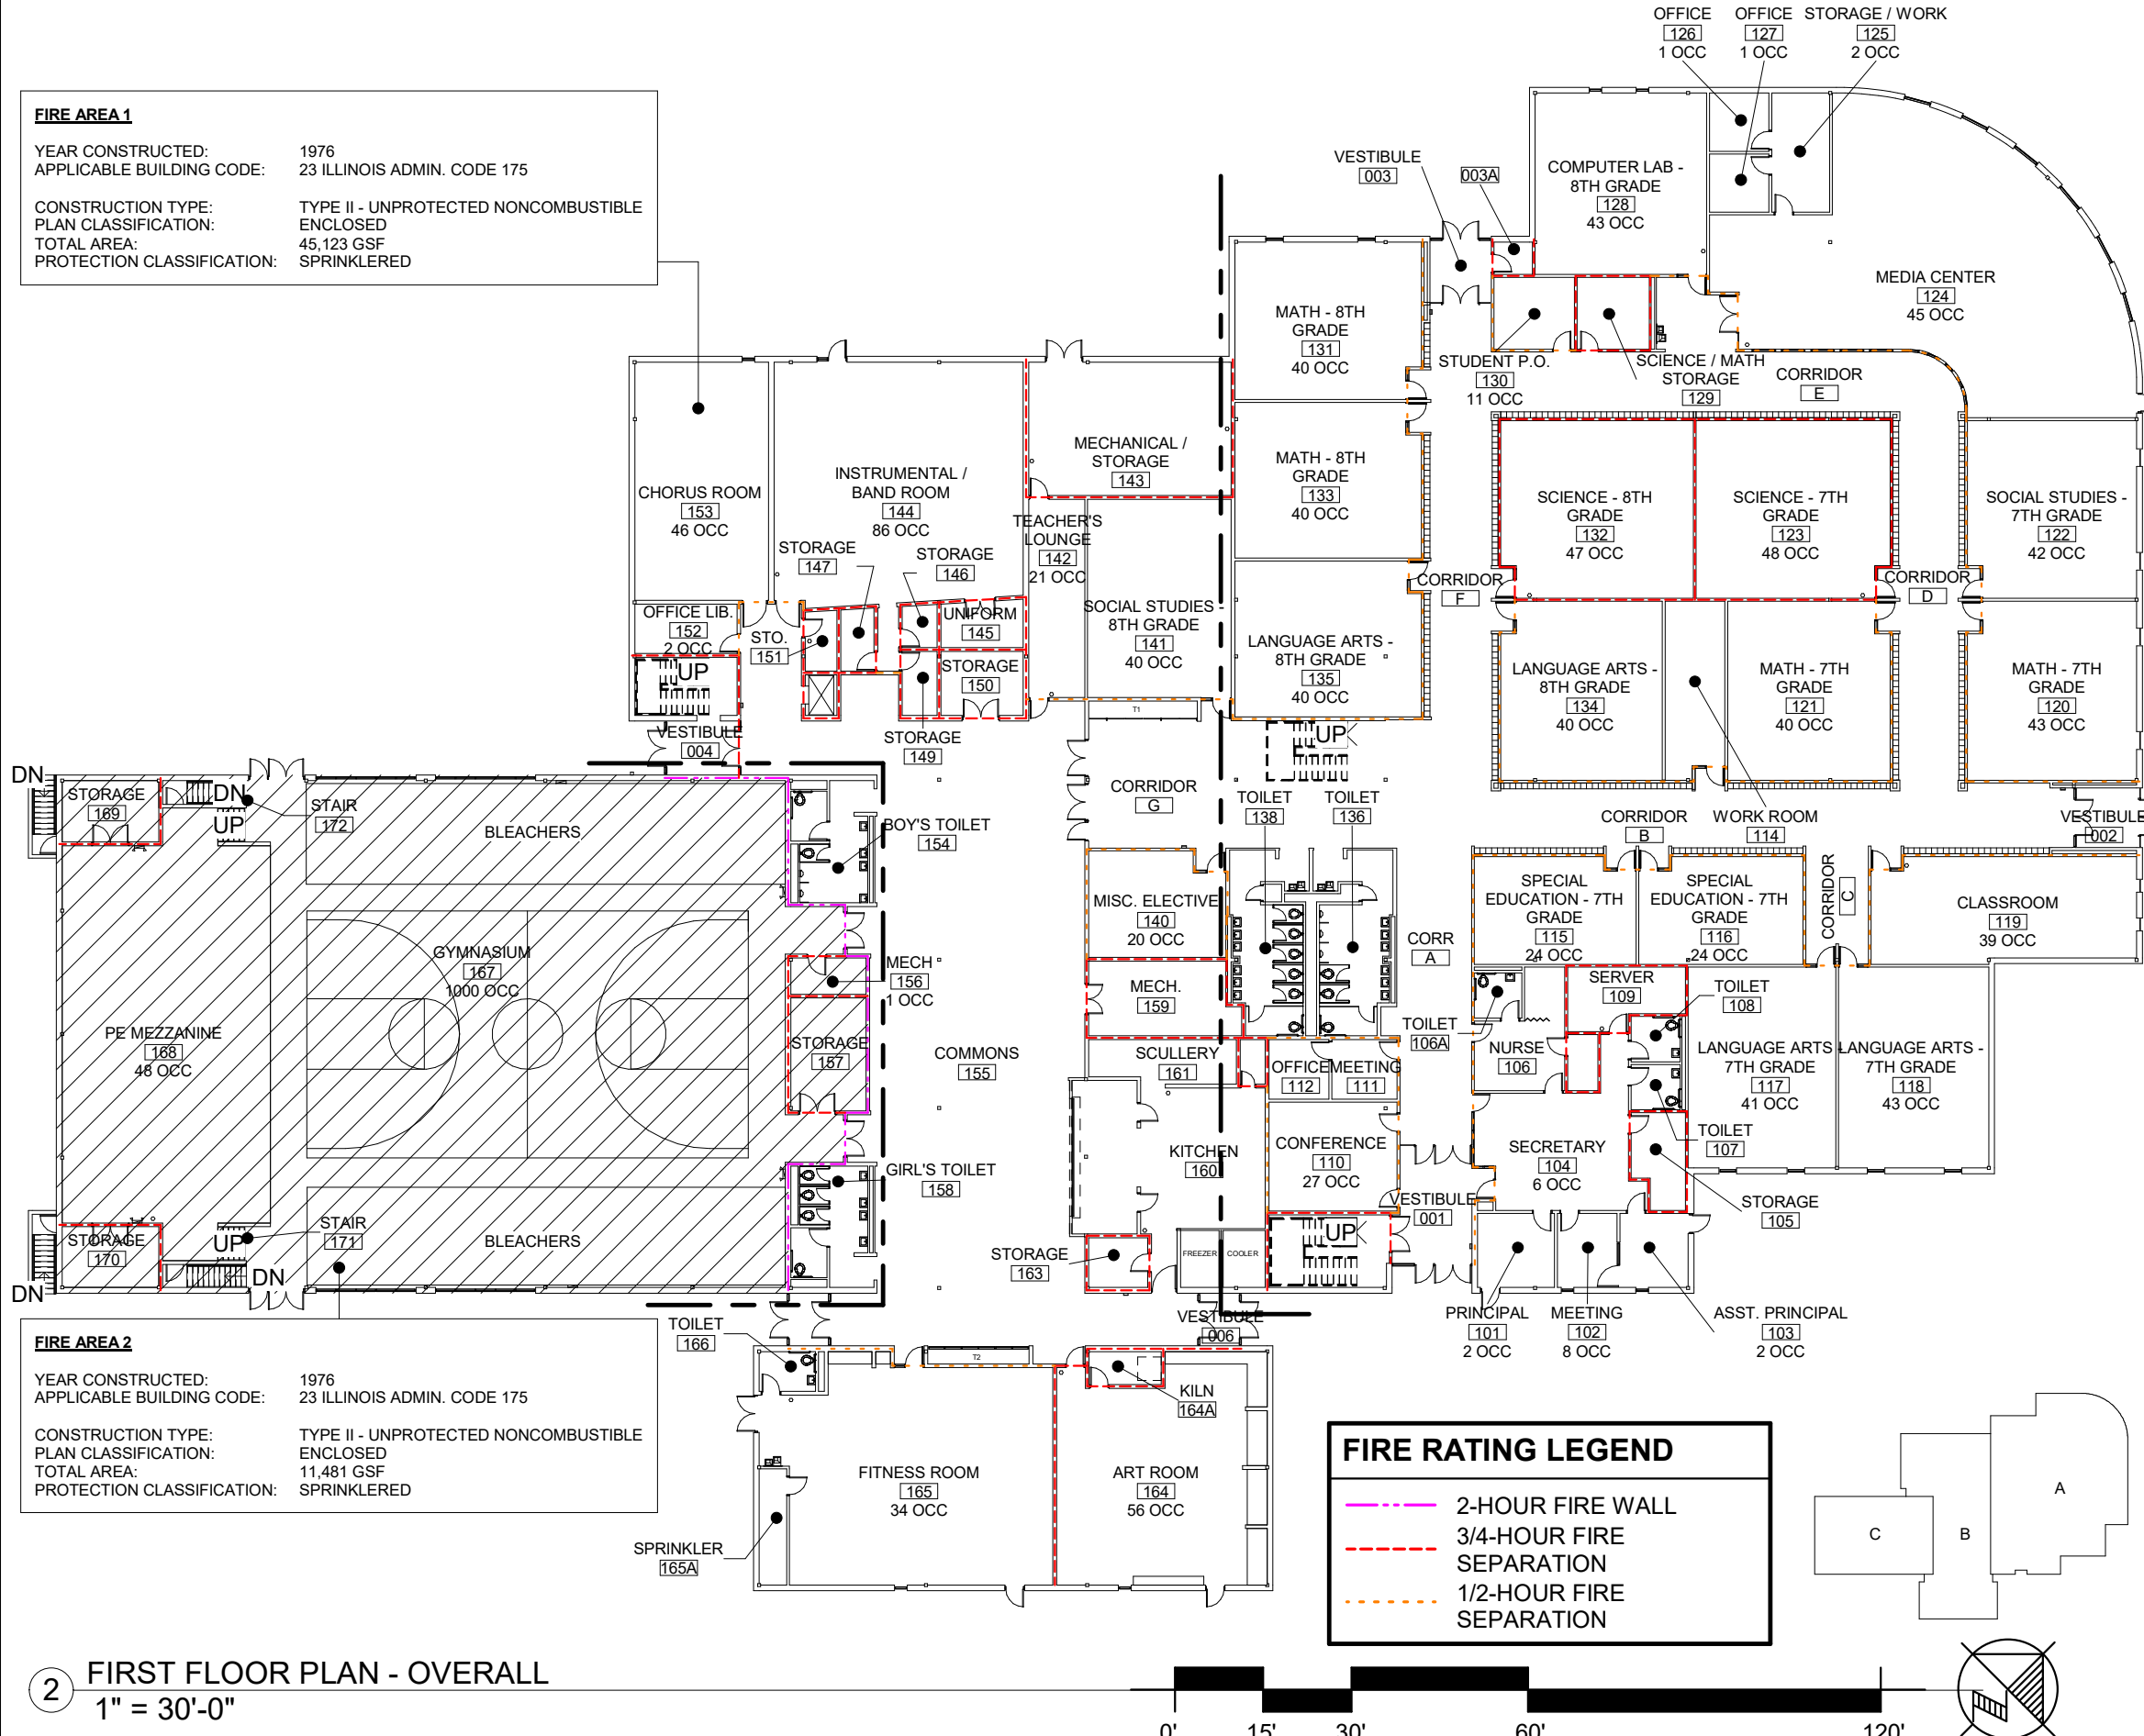 OFFICE
126
1 OCC
OFFICE
127
1 OCC
STORAGE / WORK
125
2 OCC
FIRE AREA 1
YEAR CONSTRUCTED: 1976
APPLICABLE BUILDING CODE: 23 ILLINOIS ADMIN. CODE 175
CONSTRUCTION TYPE: TYPE II - UNPROTECTED NONCOMBUSTIBLE
PLAN CLASSIFICATION: ENCLOSED
TOTAL AREA: 45,123 GSF
PROTECTION CLASSIFICATION: SPRINKLERED
VESTIBULE
003
003A
COMPUTER LAB -
8TH GRADE
128
43 OCC
MEDIA CENTER
124
45 OCC
MATH - 8TH
GRADE
131
40 OCC
STUDENT P.O.
130
11 OCC
SCIENCE / MATH
STORAGE
129
CORRIDOR
E
MECHANICAL /
STORAGE
143
INSTRUMENTAL /
BAND ROOM
144
86 OCC
CHORUS ROOM
153
46 OCC
MATH - 8TH
GRADE
133
40 OCC
SCIENCE - 8TH
GRADE
132
47 OCC
SCIENCE - 7TH
GRADE
123
48 OCC
SOCIAL STUDIES -
7TH GRADE
122
42 OCC
TEACHER'S
LOUNGE
142
21 OCC
STORAGE
147
STORAGE
146
UNIFORM
145
CORRIDOR
F
CORRIDOR
D
OFFICE LIB.
152
2 OCC
STO.
151
UP
STORAGE
150
SOCIAL STUDIES -
8TH GRADE
141
40 OCC
LANGUAGE ARTS -
8TH GRADE
135
40 OCC
LANGUAGE ARTS -
8TH GRADE
134
40 OCC
MATH - 7TH
GRADE
121
40 OCC
MATH - 7TH
GRADE
120
43 OCC
T1
VESTIBULE
004
STORAGE
149
UP
DN
STORAGE
169
DN
UP
STAIR
172
BLEACHERS
CORRIDOR
G
TOILET
138
TOILET
136
CORRIDOR
B
WORK ROOM
114
VESTIBULE
002
BOY'S TOILET
154
CORRIDOR
C
MISC. ELECTIVE
140
20 OCC
SPECIAL
EDUCATION - 7TH
GRADE
115
24 OCC
SPECIAL
EDUCATION - 7TH
GRADE
116
24 OCC
CLASSROOM
119
39 OCC
CORR
A
GYMNASIUM
167
1000 OCC
MECH
156
1 OCC
MECH.
159
SERVER
109
TOILET
108
PE MEZZANINE
168
48 OCC
STORAGE
157
COMMONS
155
SCULLERY
161
OFFICE
112
MEETING
111
TOILET
106A
NURSE
106
LANGUAGE ARTS -
7TH GRADE
117
41 OCC
LANGUAGE ARTS -
7TH GRADE
118
43 OCC
TOILET
107
KITCHEN
160
CONFERENCE
110
27 OCC
SECRETARY
104
6 OCC
GIRL'S TOILET
158
VESTIBULE
001
STORAGE
105
STORAGE
170
UP
STAIR
171
DN
DN
BLEACHERS
STORAGE
163
FREEZER
COOLER
UP
VESTIBULE
006
PRINCIPAL
101
2 OCC
MEETING
102
8 OCC
ASST. PRINCIPAL
103
2 OCC
TOILET
166
T2
FIRE AREA 2
YEAR CONSTRUCTED: 1976
APPLICABLE BUILDING CODE: 23 ILLINOIS ADMIN. CODE 175
CONSTRUCTION TYPE: TYPE II - UNPROTECTED NONCOMBUSTIBLE
PLAN CLASSIFICATION: ENCLOSED
TOTAL AREA: 11,481 GSF
PROTECTION CLASSIFICATION: SPRINKLERED
KILN
164A
FITNESS ROOM
165
34 OCC
ART ROOM
164
56 OCC
SPRINKLER
165A
FIRE RATING LEGEND
2-HOUR FIRE WALL
3/4-HOUR FIRE
SEPARATION
1/2-HOUR FIRE
SEPARATION
A
B
C
2
FIRST FLOOR PLAN - OVERALL
1" = 30'-0"
0' 15' 30' 60' 120'